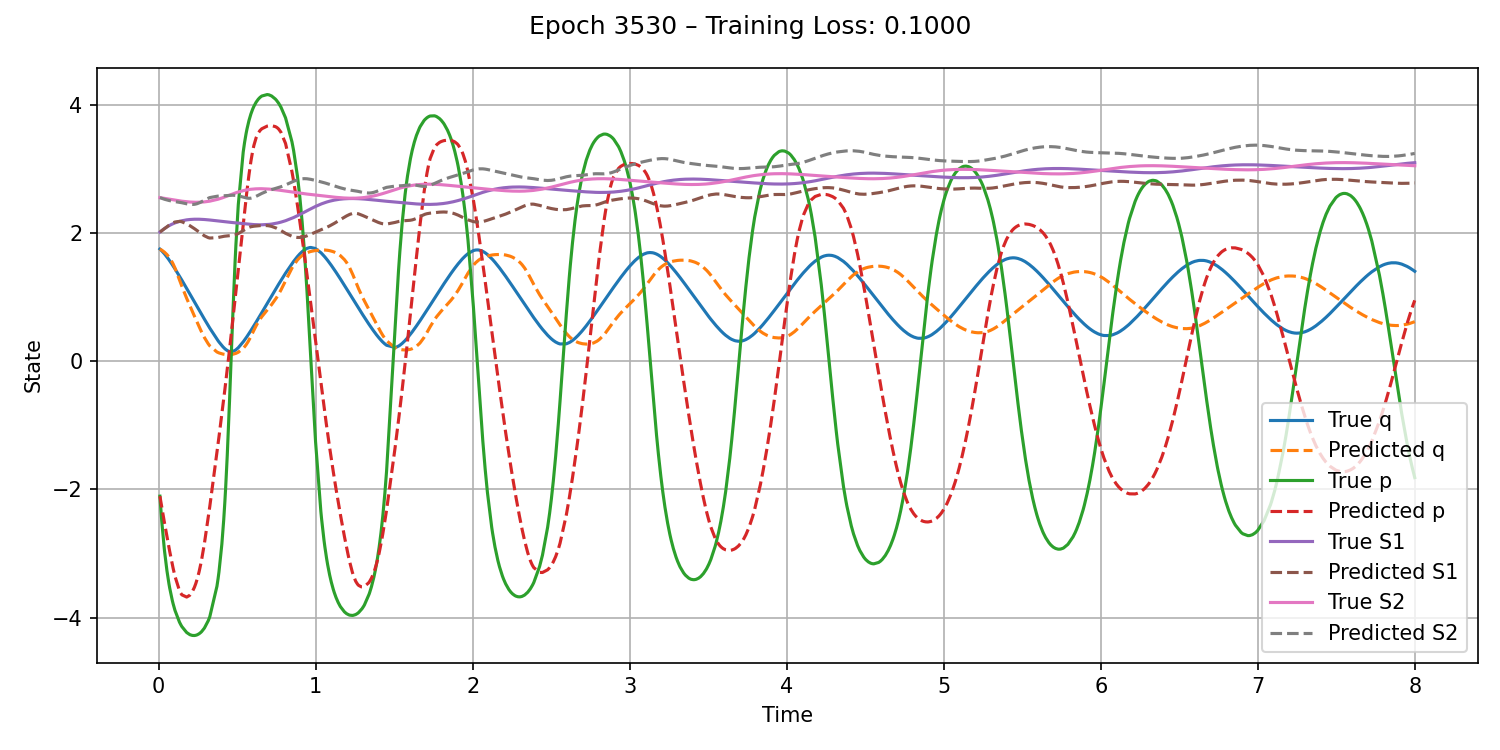 Epoch 3530 – Training Loss: 0.1000
State
4
2
0
−2
−4
True q
Predicted q
True p
Predicted p
True S1
Predicted S1
True S2
Predicted S2
0 1 2 3 4 5 6 7 8
Time